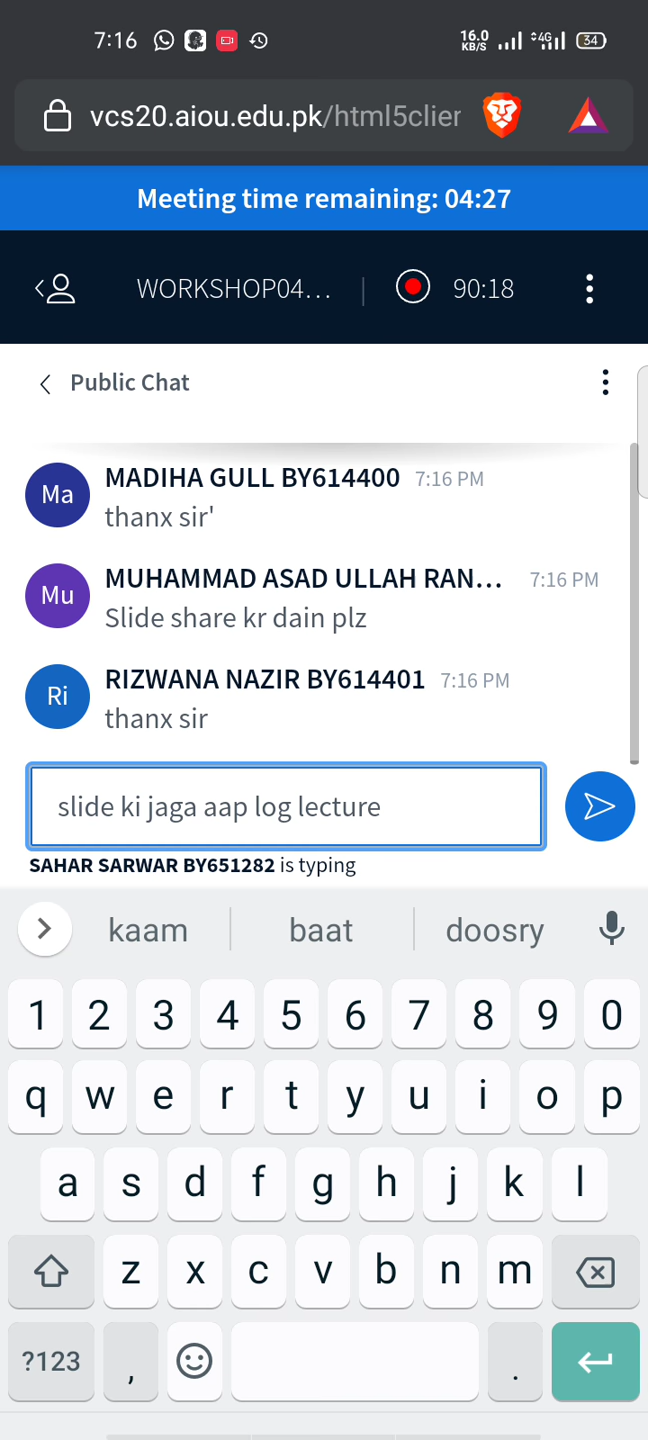 7:16 16.0 KB/S 4G 34
vcs20.aiou.edu.pk/html5clier
Meeting time remaining: 04:27
WORKSHOP04... | 90:18
Public Chat
Ma MADIHA GULL BY614400 7:16 PM
thanx sir'
Mu MUHAMMAD ASAD ULLAH RAN... 7:16 PM
Slide share kr dain plz
Ri RIZWANA NAZIR BY614401 7:16 PM
thanx sir
slide ki jaga aap log lecture
SAHAR SARWAR BY651282 is typing
kaam baat doosry
1 2 3 4 5 6 7 8 9 0
q w e r t y u i o p
a s d f g h j k l
z x c v b n m
?123 , .